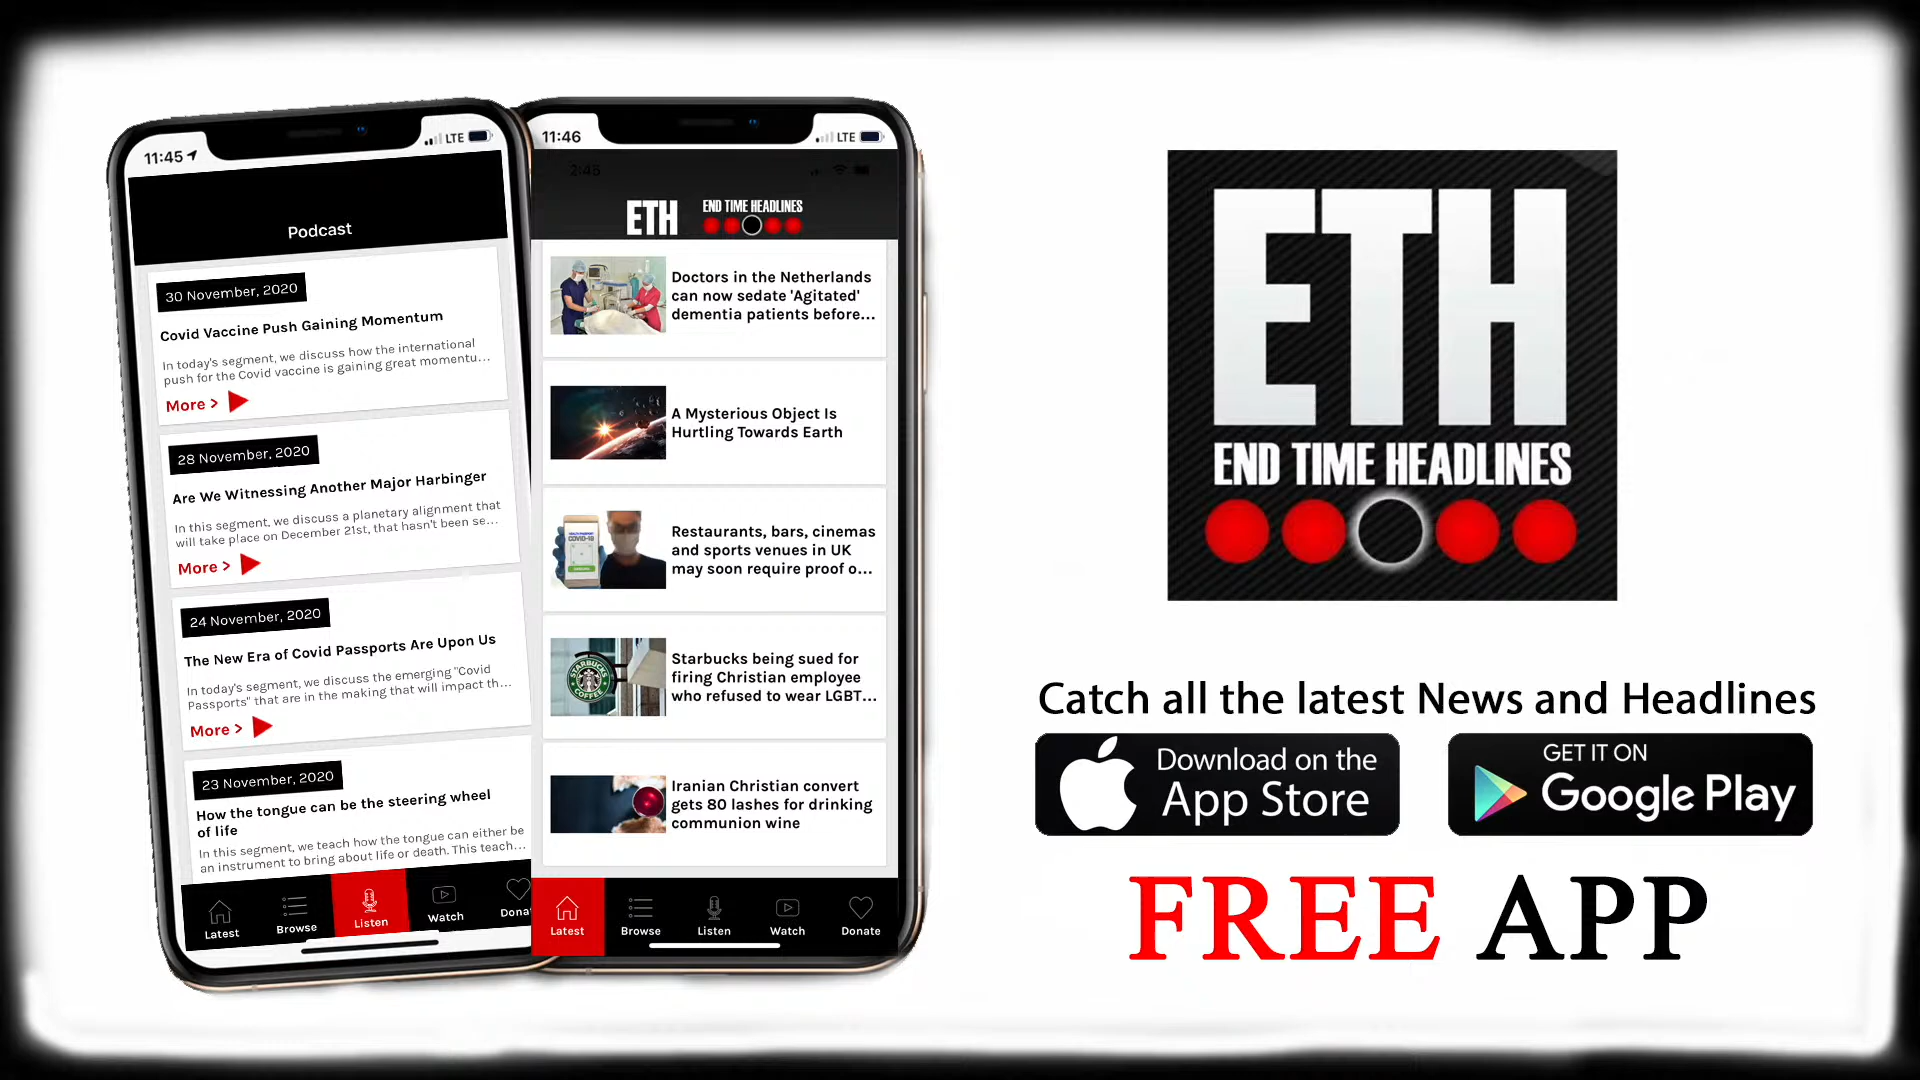 11:45
LTE
Podcast
30 November, 2020
Covid Vaccine Push Gaining Momentum
In today's segment, we discuss how the international
push for the Covid vaccine is gaining great momentu...
More >
28 November, 2020
Are We Witnessing Another Major Harbinger
In this segment, we discuss a planetary alignment that
will take place on December 21st, that hasn't been se...
More >
24 November, 2020
The New Era of Covid Passports Are Upon Us
In today's segment, we discuss the emerging "Covid
Passports" that are in the making that will impact th...
More >
23 November, 2020
How the tongue can be the steering wheel
of life
In this segment, we teach how the tongue can either be
an instrument to bring about life or death. This teach...
Latest Browse Listen Watch Dona
11:46
LTE
2:45
ETH
END TIME HEADLINES
Doctors in the Netherlands
can now sedate 'Agitated'
dementia patients before...
A Mysterious Object Is
Hurtling Towards Earth
COVID-19
Restaurants, bars, cinemas
and sports venues in UK
may soon require proof o...
STARBUCKS
COFFEE
Starbucks being sued for
firing Christian employee
who refused to wear LGBT...
Iranian Christian convert
gets 80 lashes for drinking
communion wine
Latest Browse Listen Watch Donate
ETH
END TIME HEADLINES
Catch all the latest News and Headlines
Download on the
App Store
GET IT ON
Google Play
FREE APP